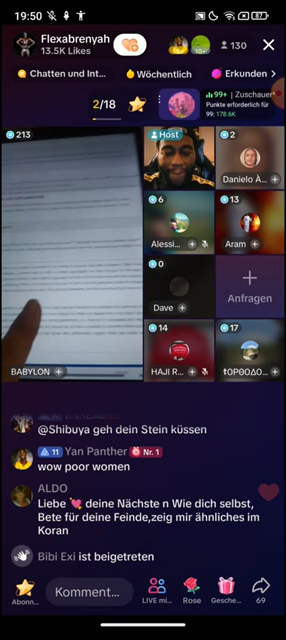 19:50
87
Flexabrenyah
13.5K Likes
10+
130
Chatten und Int...
Wöchentlich
Erkunden
2/18
99+ | Zuschauer*
Punkte erforderlich für
99: 178.6K
213
Host
2
Danielo À...
6
Alessi...
13
Aram
0
Dave
Anfragen
14
HAJI R...
17
BABYLON
@Shibuya geh dein Stein küssen
11 Yan Panther Nr. 1
wow poor women
ALDO
Liebe 💘 deine Nächste n Wie dich selbst,
Bete für deine Feinde,zeig mir ähnliches im
Koran
Bibi Exi ist beigetreten
Abonn...
Komment...
LIVE mi...
Rose
Gesche...
69